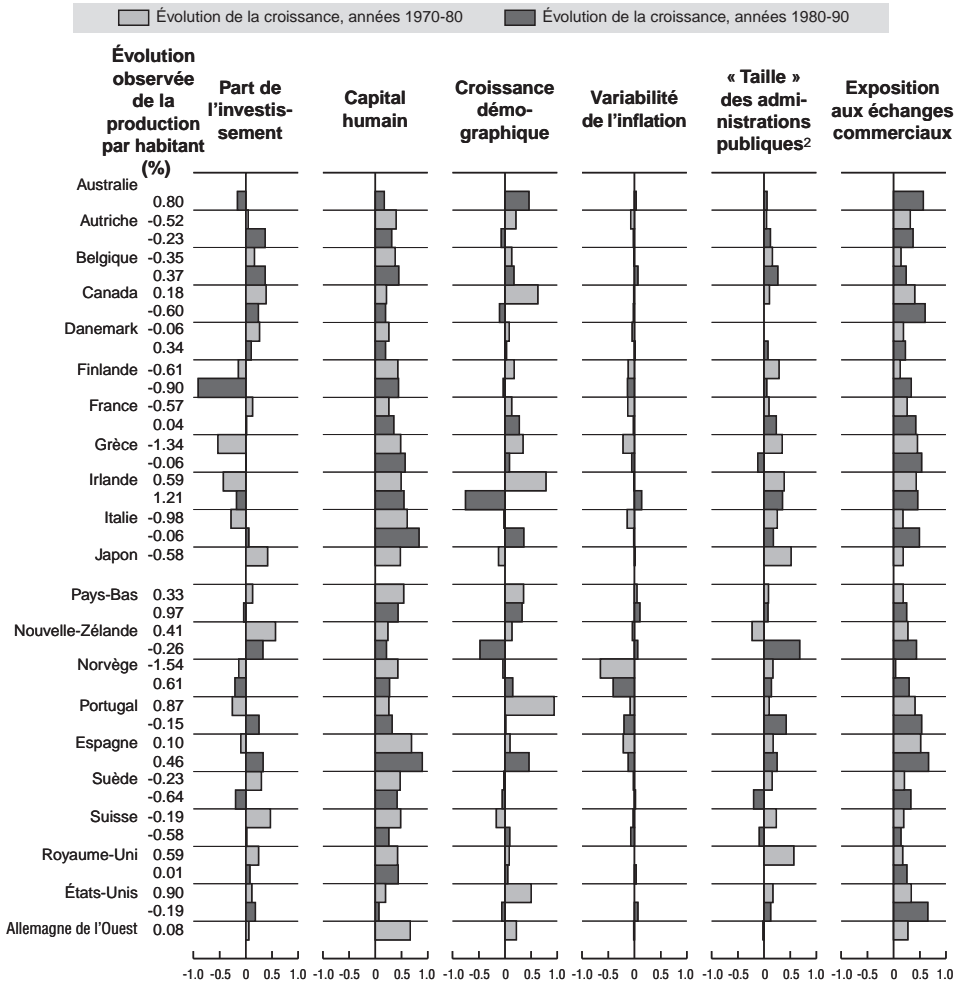 Évolution de la croissance, années 1970-80
Évolution de la croissance, années 1980-90
Évolution
observée
de la
production
par habitant
(%)
Part de
l'investis-
sement
Capital
humain
Croissance
démo-
graphique
Variabilité
de l'inflation
« Taille »
des admi-
nistrations
publiques2
Exposition
aux échanges
commerciaux
Australie
0.80
Autriche -0.52
-0.23
Belgique -0.35
0.37
Canada 0.18
-0.60
Danemark -0.06
0.34
Finlande -0.61
-0.90
France -0.57
0.04
Grèce -1.34
-0.06
Irlande 0.59
1.21
Italie -0.98
-0.06
Japon -0.58
Pays-Bas 0.33
0.97
Nouvelle-Zélande 0.41
-0.26
Norvège -1.54
0.61
Portugal 0.87
-0.15
Espagne 0.10
0.46
Suède -0.23
-0.64
Suisse -0.19
-0.58
Royaume-Uni 0.59
0.01
États-Unis 0.90
-0.19
Allemagne de l'Ouest 0.08
-1.0 -0.5 0 0.5 1.0 -1.0 -0.5 0 0.5 1.0 -1.0 -0.5 0 0.5 1.0 -1.0 -0.5 0 0.5 1.0 -1.0 -0.5 0 0.5 1.0 -1.0 -0.5 0 0.5 1.0